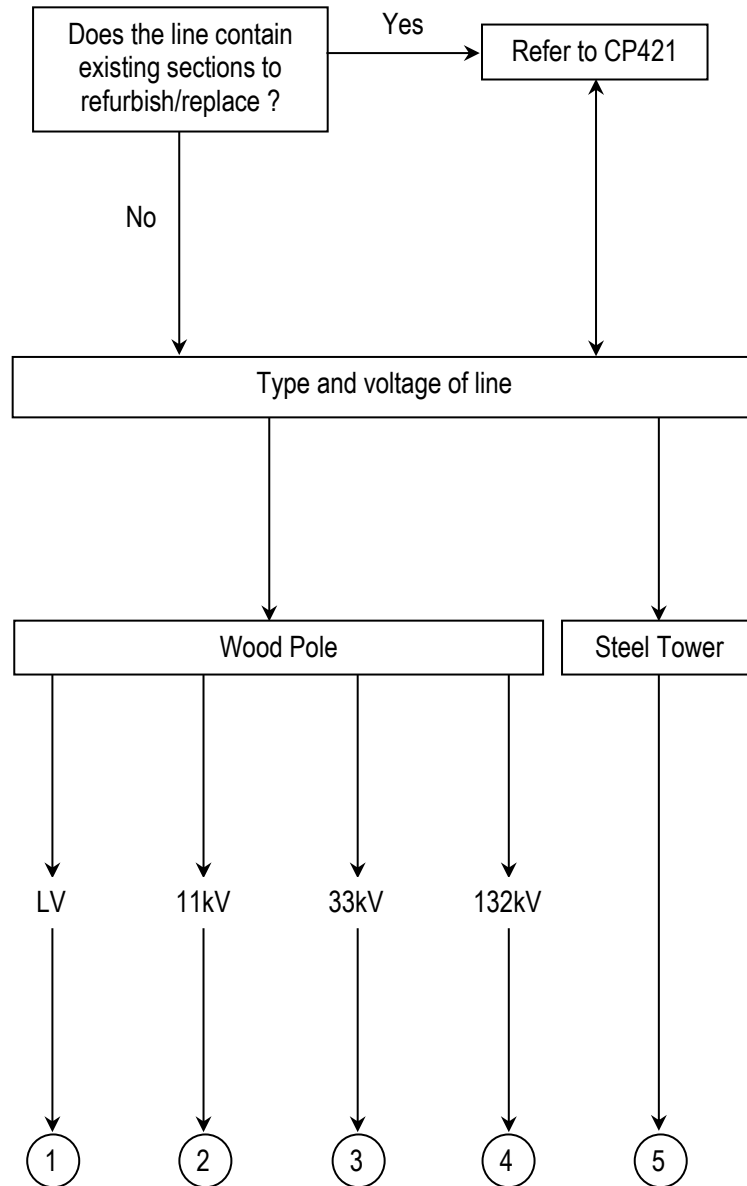 Does the line contain
existing sections to
refurbish/replace ?
Yes
Refer to CP421
No
Type and voltage of line
Wood Pole
Steel Tower
LV
11kV
33kV
132kV
1
2
3
4
5